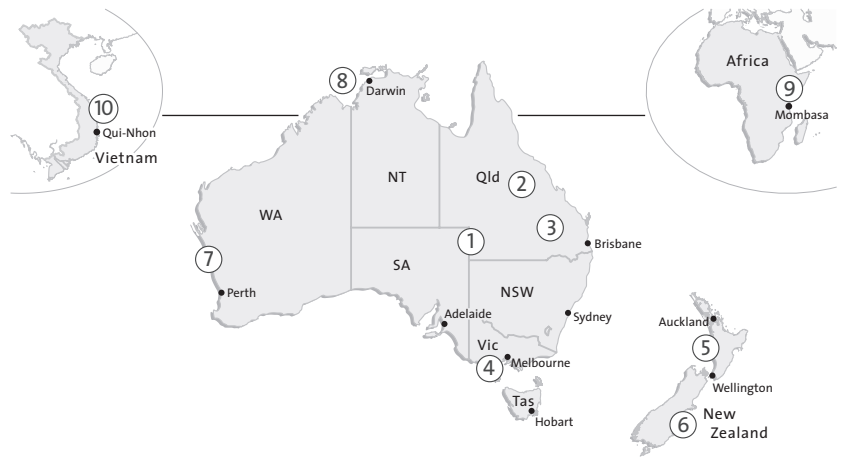 10
Qui-Nhon
Vietnam
8
Darwin
Africa
9
Mombasa
NT
Qld
2
WA
1
3
Brisbane
7
SA
Perth
NSW
Adelaide
Sydney
Vic
4
Melbourne
Tas
Hobart
Auckland
5
Wellington
6
New
Zealand